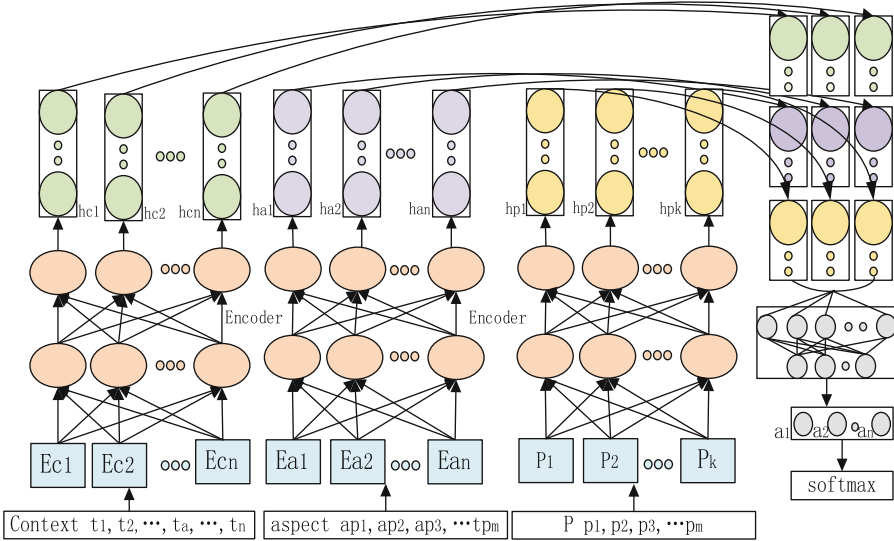 hc1 hc2 hcn ha1 ha2 han hp1 hp2 hpk
Encoder Encoder
a1 a2 an
Ec1 Ec2 Ecn Ea1 Ea2 Ean P1 P2 Pk
softmax
Context t1, t2, ···, ta, ···, tn
aspect ap1, ap2, ap3, ···tpm
P p1, p2, p3, ···pm